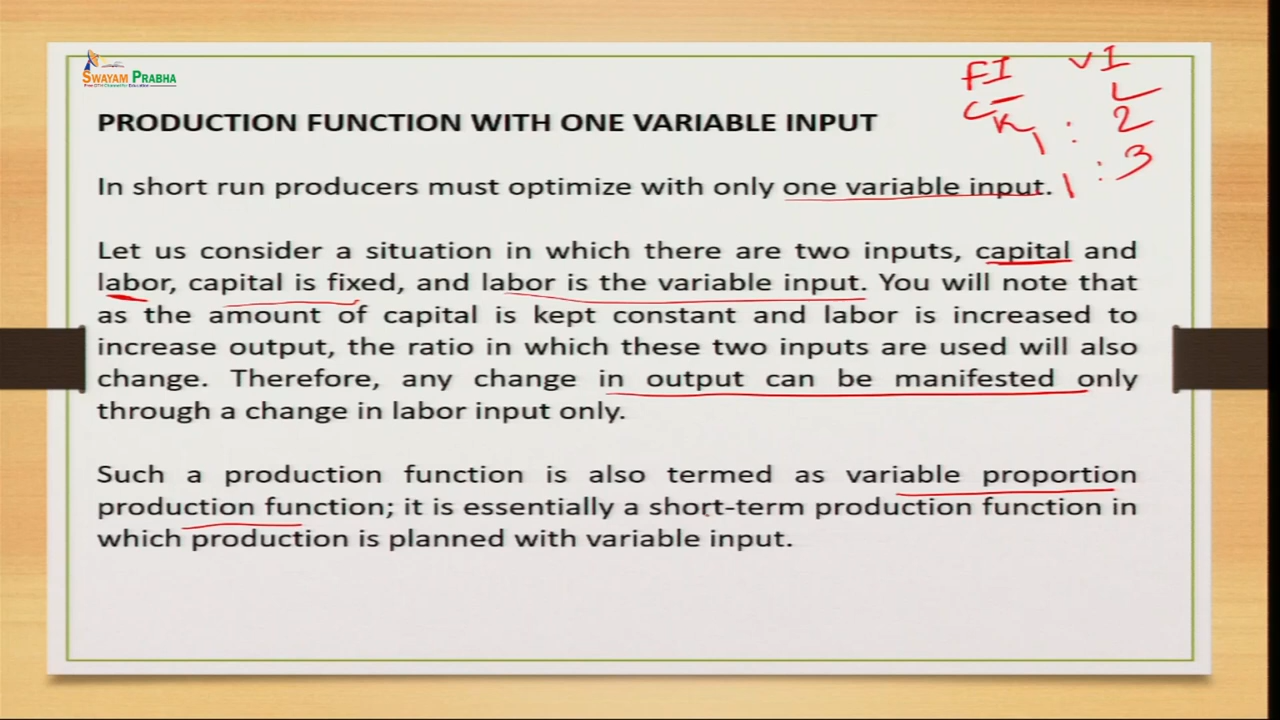 SWAYAM PRABHA
FI VI
PRODUCTION FUNCTION WITH ONE VARIABLE INPUT
K L
1 : 2
1 : 3
In short run producers must optimize with only one variable input.
Let us consider a situation in which there are two inputs, capital and
labor, capital is fixed, and labor is the variable input. You will note that
as the amount of capital is kept constant and labor is increased to
increase output, the ratio in which these two inputs are used will also
change. Therefore, any change in output can be manifested only
through a change in labor input only.
Such a production function is also termed as variable proportion
production function; it is essentially a short-term production function in
which production is planned with variable input.